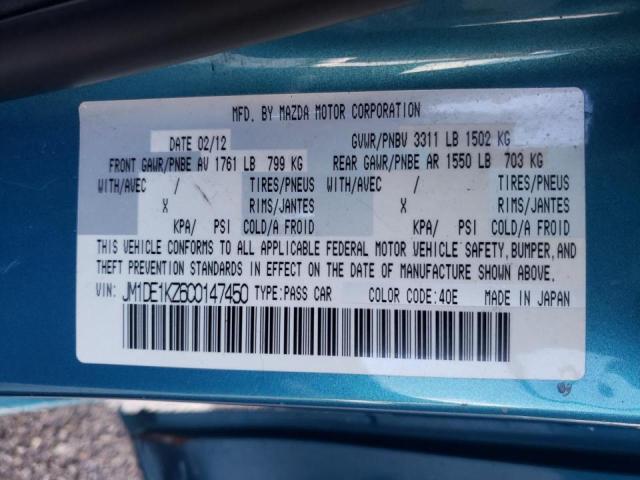 MFD. BY MAZDA MOTOR CORPORATION
DATE 02/12 GVWR/PNBV 3311 LB 1502 KG
FRONT GAWR/PNBE AV 1761 LB 799 KG REAR GAWR/PNBE AR 1550 LB 703 KG
WITH/AVEC / TIRES/PNEUS WITH/AVEC / TIRES/PNEUS
X RIMS/JANTES X RIMS/JANTES
KPA/ PSI COLD/A FROID KPA/ PSI COLD/A FROID
THIS VEHICLE CONFORMS TO ALL APPLICABLE FEDERAL MOTOR VEHICLE SAFETY, BUMPER, AND
THEFT PREVENTION STANDARDS IN EFFECT ON THE DATE OF MANUFACTURE SHOWN ABOVE.
VIN: JM1DE1KZ6C0147450 TYPE: PASS CAR COLOR CODE: 40E MADE IN JAPAN